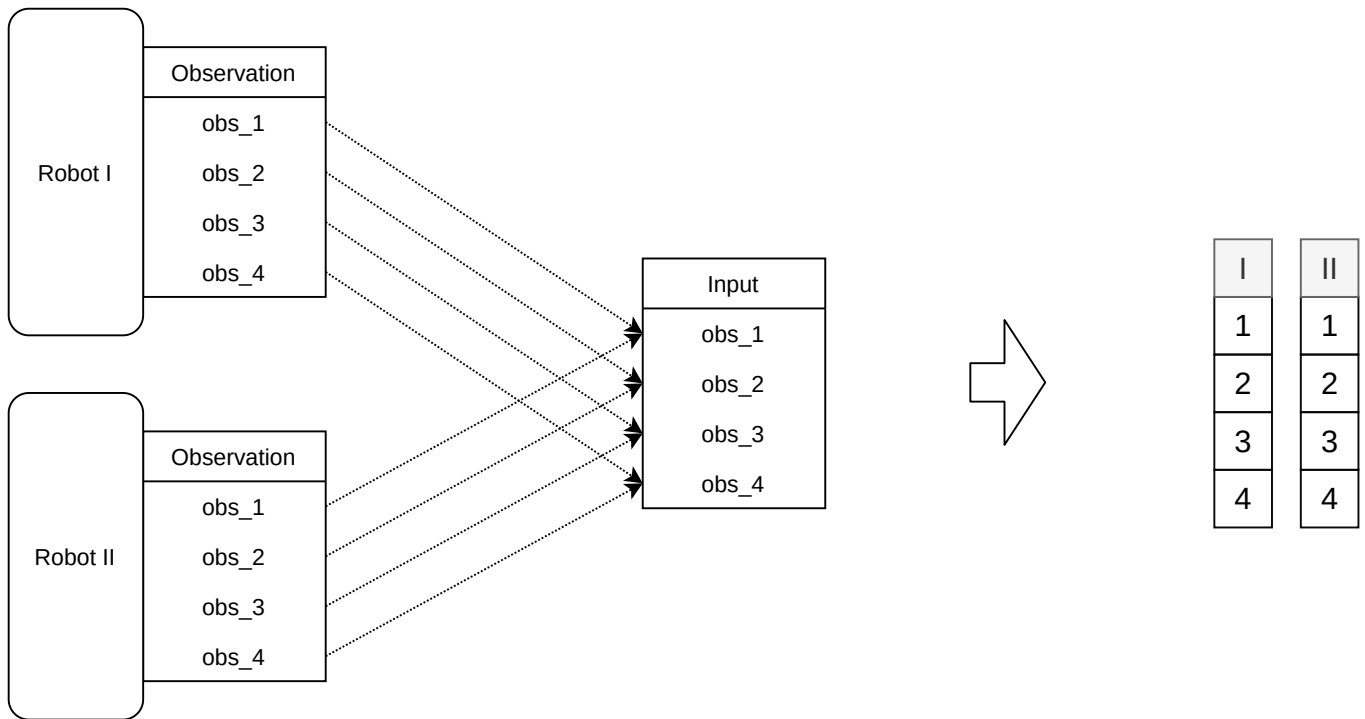 Robot I
Observation
obs_1
obs_2
obs_3
obs_4
Robot II
Observation
obs_1
obs_2
obs_3
obs_4
Input
obs_1
obs_2
obs_3
obs_4
I II
1 1
2 2
3 3
4 4